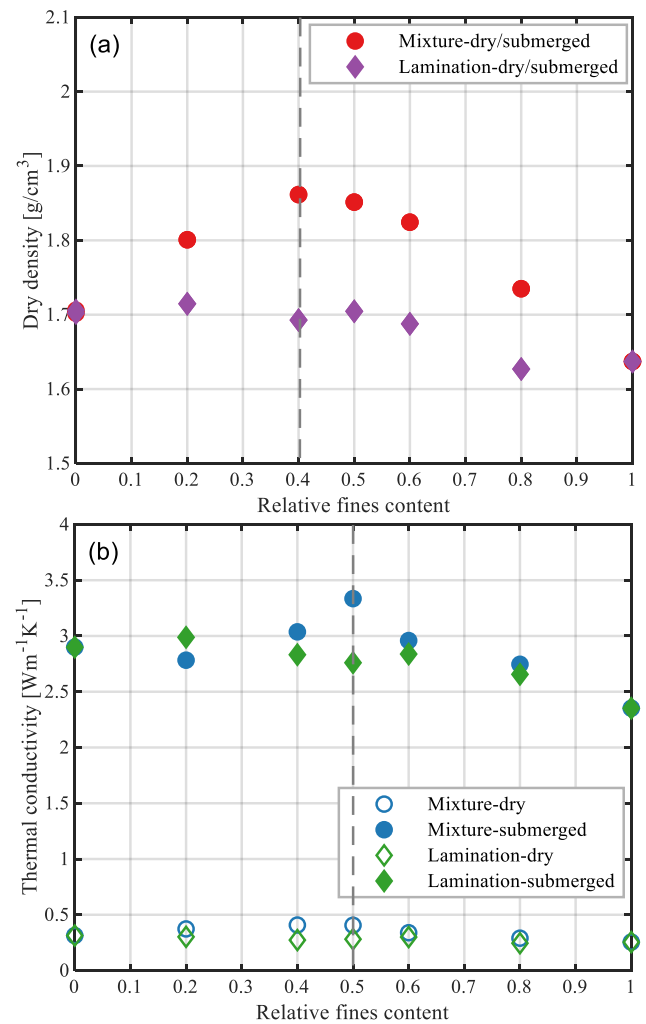 (a)
Mixture-dry/submerged
Lamination-dry/submerged
2.1
2
1.9
1.8
1.7
1.6
1.5
Dry density [g/cm³]
0 0.1 0.2 0.3 0.4 0.5 0.6 0.7 0.8 0.9 1
Relative fines content
(b)
4
3.5
3
2.5
2
1.5
1
0.5
0
Thermal conductivity [Wm⁻¹K⁻¹]
Mixture-dry
Mixture-submerged
Lamination-dry
Lamination-submerged
0 0.1 0.2 0.3 0.4 0.5 0.6 0.7 0.8 0.9 1
Relative fines content